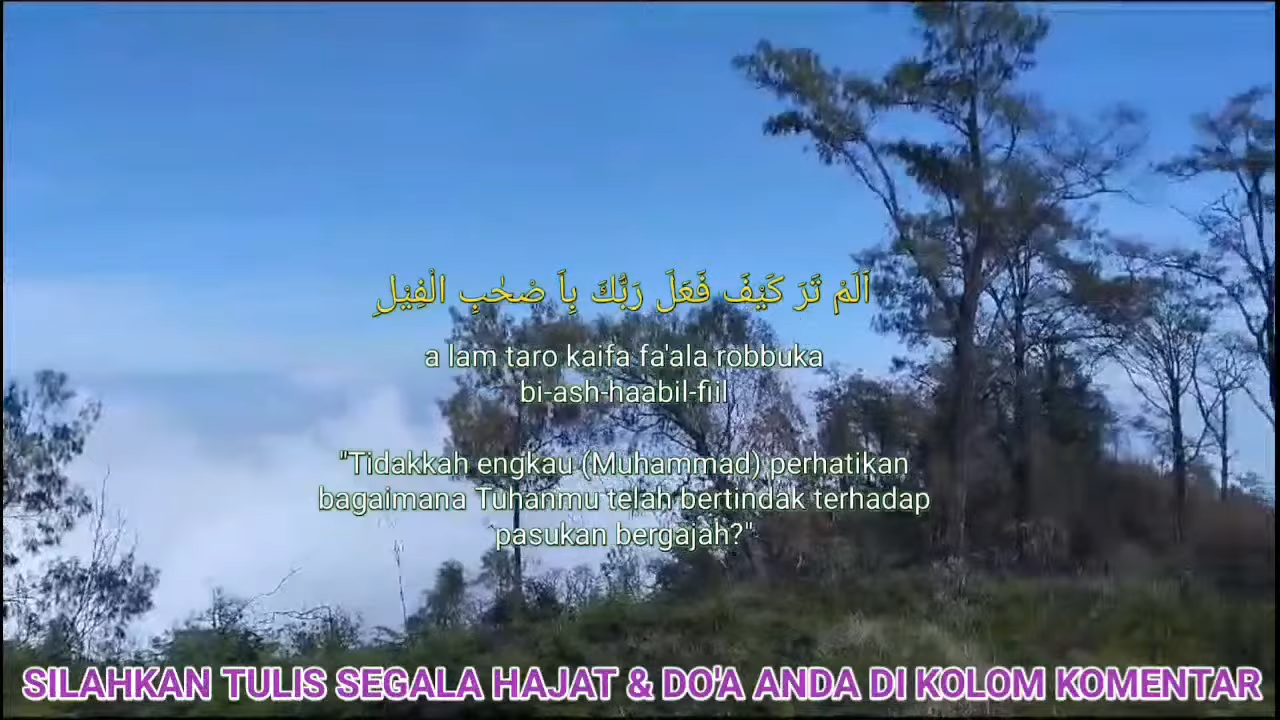 اَلَمْ تَرَ كَيْفَ فَعَلَ رَبُّكَ بِاَ صْحٰبِ الْفِيْلِ
a lam taro kaifa fa'ala robbuka
bi-ash-haabil-fiil
"Tidakkah engkau (Muhammad) perhatikan
bagaimana Tuhanmu telah bertindak terhadap
pasukan bergajah?"
SILAHKAN TULIS SEGALA HAJAT & DO'A ANDA DI KOLOM KOMENTAR